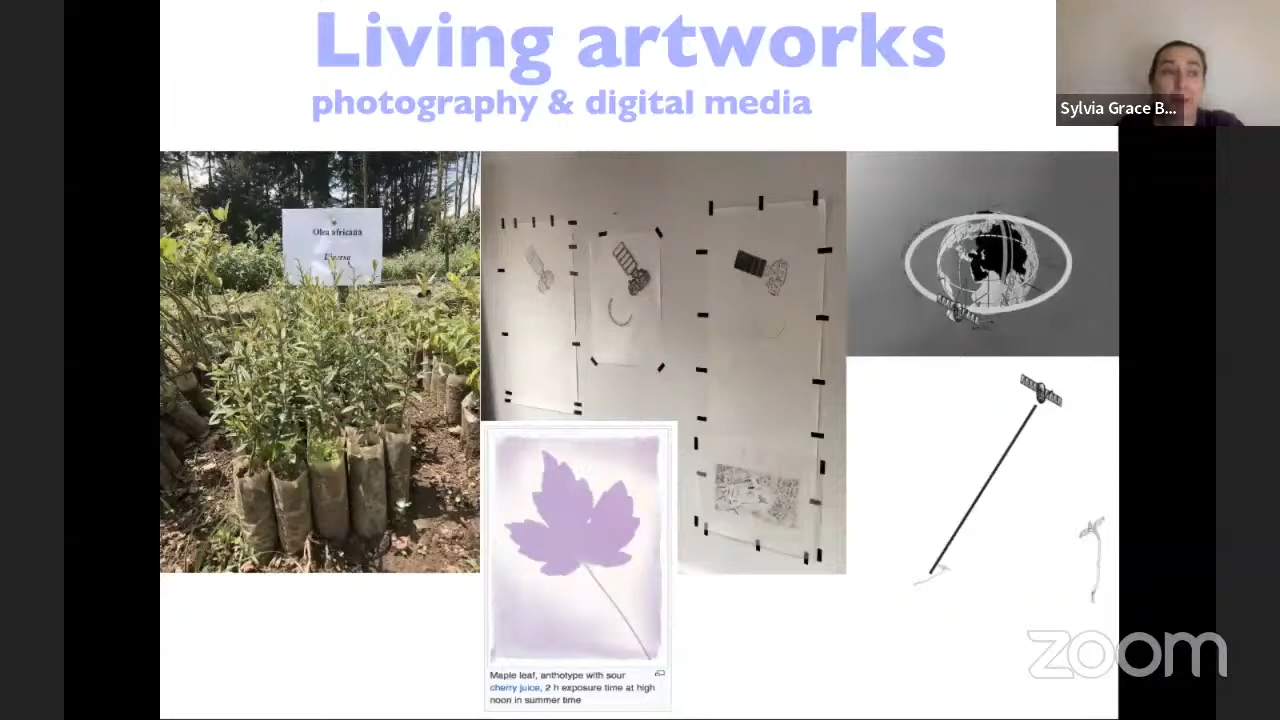 Living artworks
photography & digital media
Sylvia Grace B...
Olea africana
Maple leaf, anthotype with sour
cherry juice, 2 h exposure time at high
noon in summer time
zoom